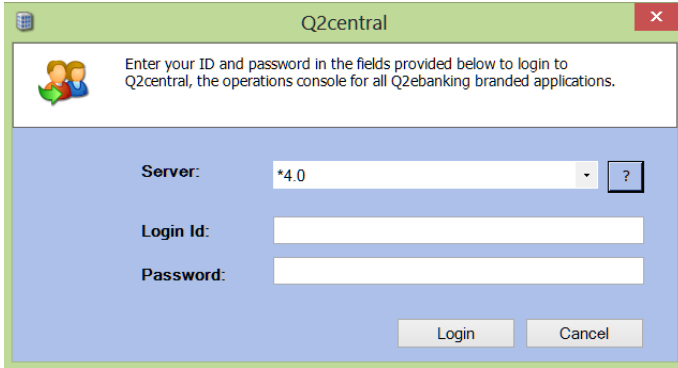 Q2central
Enter your ID and password in the fields provided below to login to
Q2central, the operations console for all Q2ebanking branded applications.
Server: *4.0 ?
Login Id:
Password:
Login Cancel